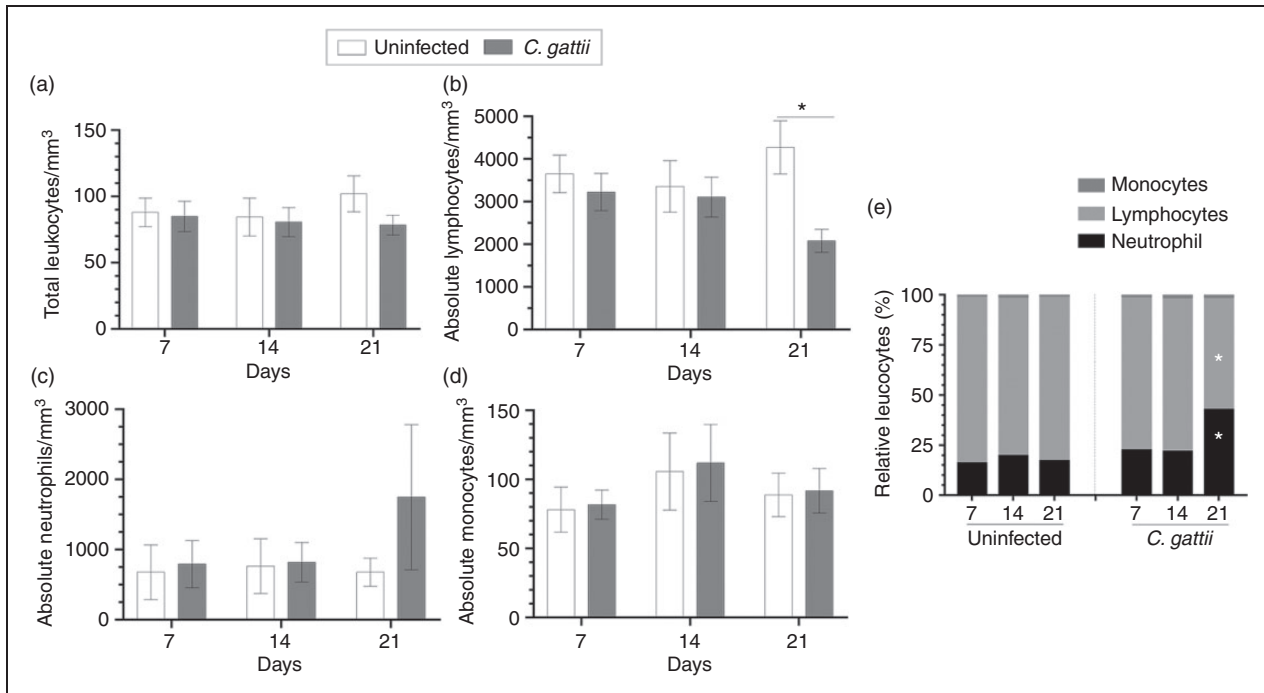 Uninfected C. gattii
(a)
Total leukocytes/mm³
150
100
50
0
7 14 21
Days
(b)
Absolute lymphocytes/mm³
5000
4000
3000
2000
1000
0
*
7 14 21
Days
(c)
Absolute neutrophils/mm³
3000
2000
1000
0
7 14 21
Days
(d)
Absolute monocytes/mm³
150
100
50
0
7 14 21
Days
(e)
Monocytes
Lymphocytes
Neutrophil
Relative leucocytes (%)
100
75
50
25
0
*
*
7 14 21 7 14 21
Uninfected C. gattii